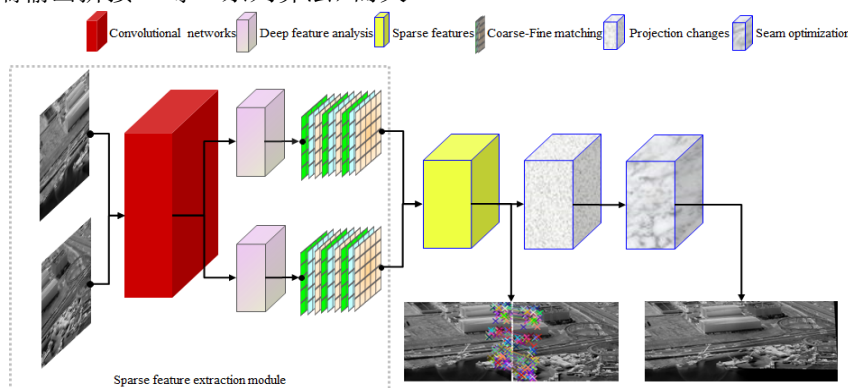 Convolutional networks Deep feature analysis Sparse features Coarse-Fine matching Projection changes Seam optimization
Sparse feature extraction module